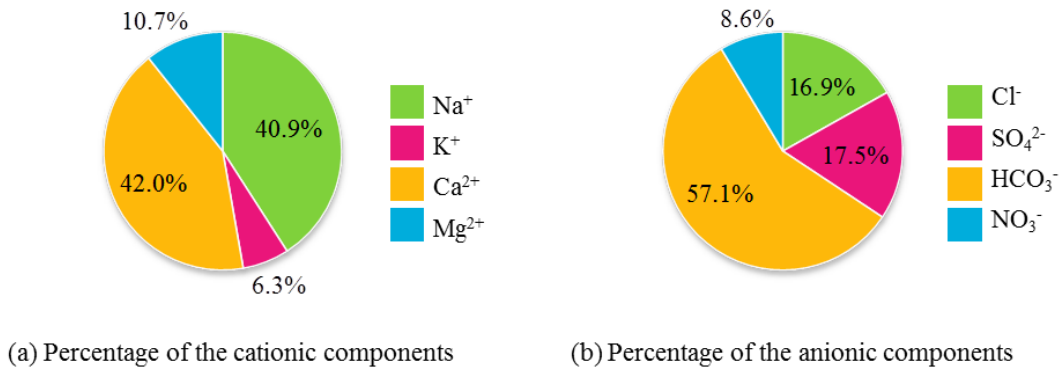 10.7%
40.9%
42.0%
6.3%
Na⁺
K⁺
Ca²⁺
Mg²⁺
(a) Percentage of the cationic components
8.6%
16.9%
17.5%
57.1%
Cl⁻
SO₄²⁻
HCO₃⁻
NO₃⁻
(b) Percentage of the anionic components